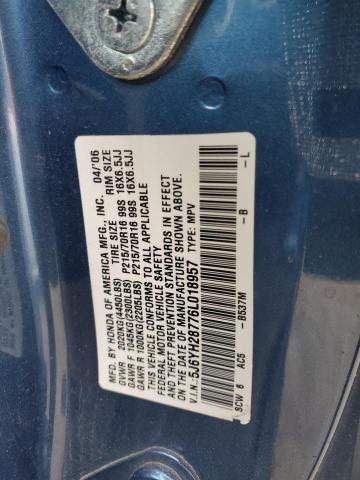 MFD. BY HONDA OF AMERICA MFG., INC. 04/06
TIRE SIZE RIM SIZE
GVWR 2020KG(4450LBS)
GAWR F 1045KG(2300LBS) P215/70R16 99S 16X6.5JJ
GAWR R 1000KG(2205LBS) P215/70R16 99S 16X6.5JJ
THIS VEHICLE CONFORMS TO ALL APPLICABLE
FEDERAL MOTOR VEHICLE SAFETY
AND THEFT PREVENTION STANDARDS IN EFFECT
ON THE DATE OF MANUFACTURE SHOWN ABOVE.
V.I.N.: 5J6YH28776L018957 TYPE: MPV
SCW 6 AC5 -B537M -B -L